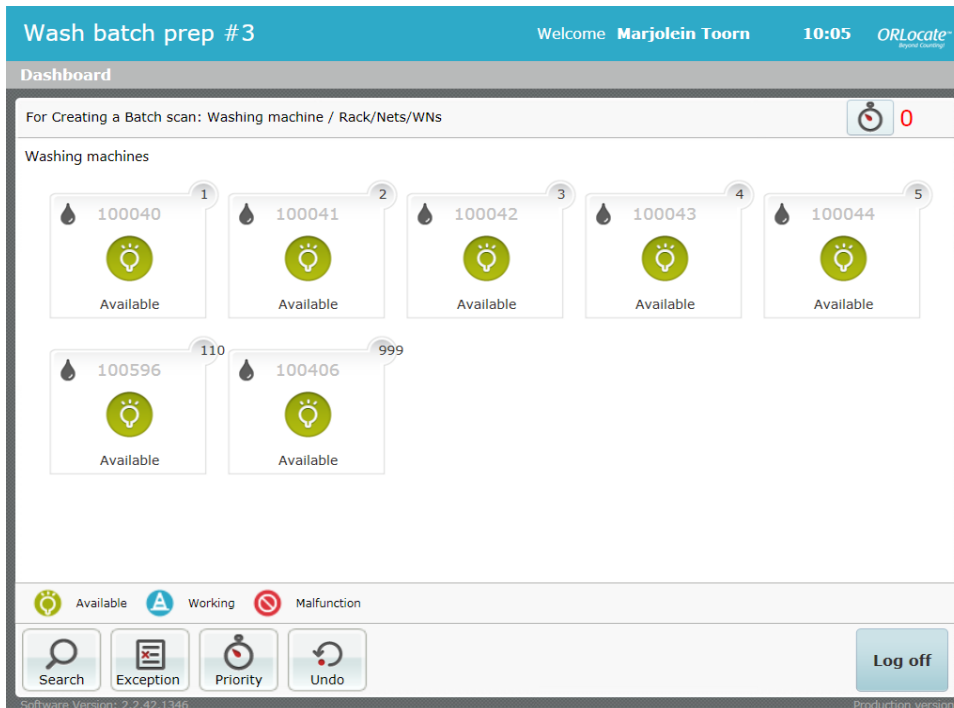 Wash batch prep #3
Welcome Marjolein Toorn 10:05 ORLocate™
Beyond Counting!
Dashboard
For Creating a Batch scan: Washing machine / Rack/Nets/WNs 0
Washing machines
1 2 3 4 5
100040 100041 100042 100043 100044
Available Available Available Available Available
110 999
100596 100406
Available Available
Available Working Malfunction
Search Exception Priority Undo Log off
Software Version: 2.2.42.1346 Production version